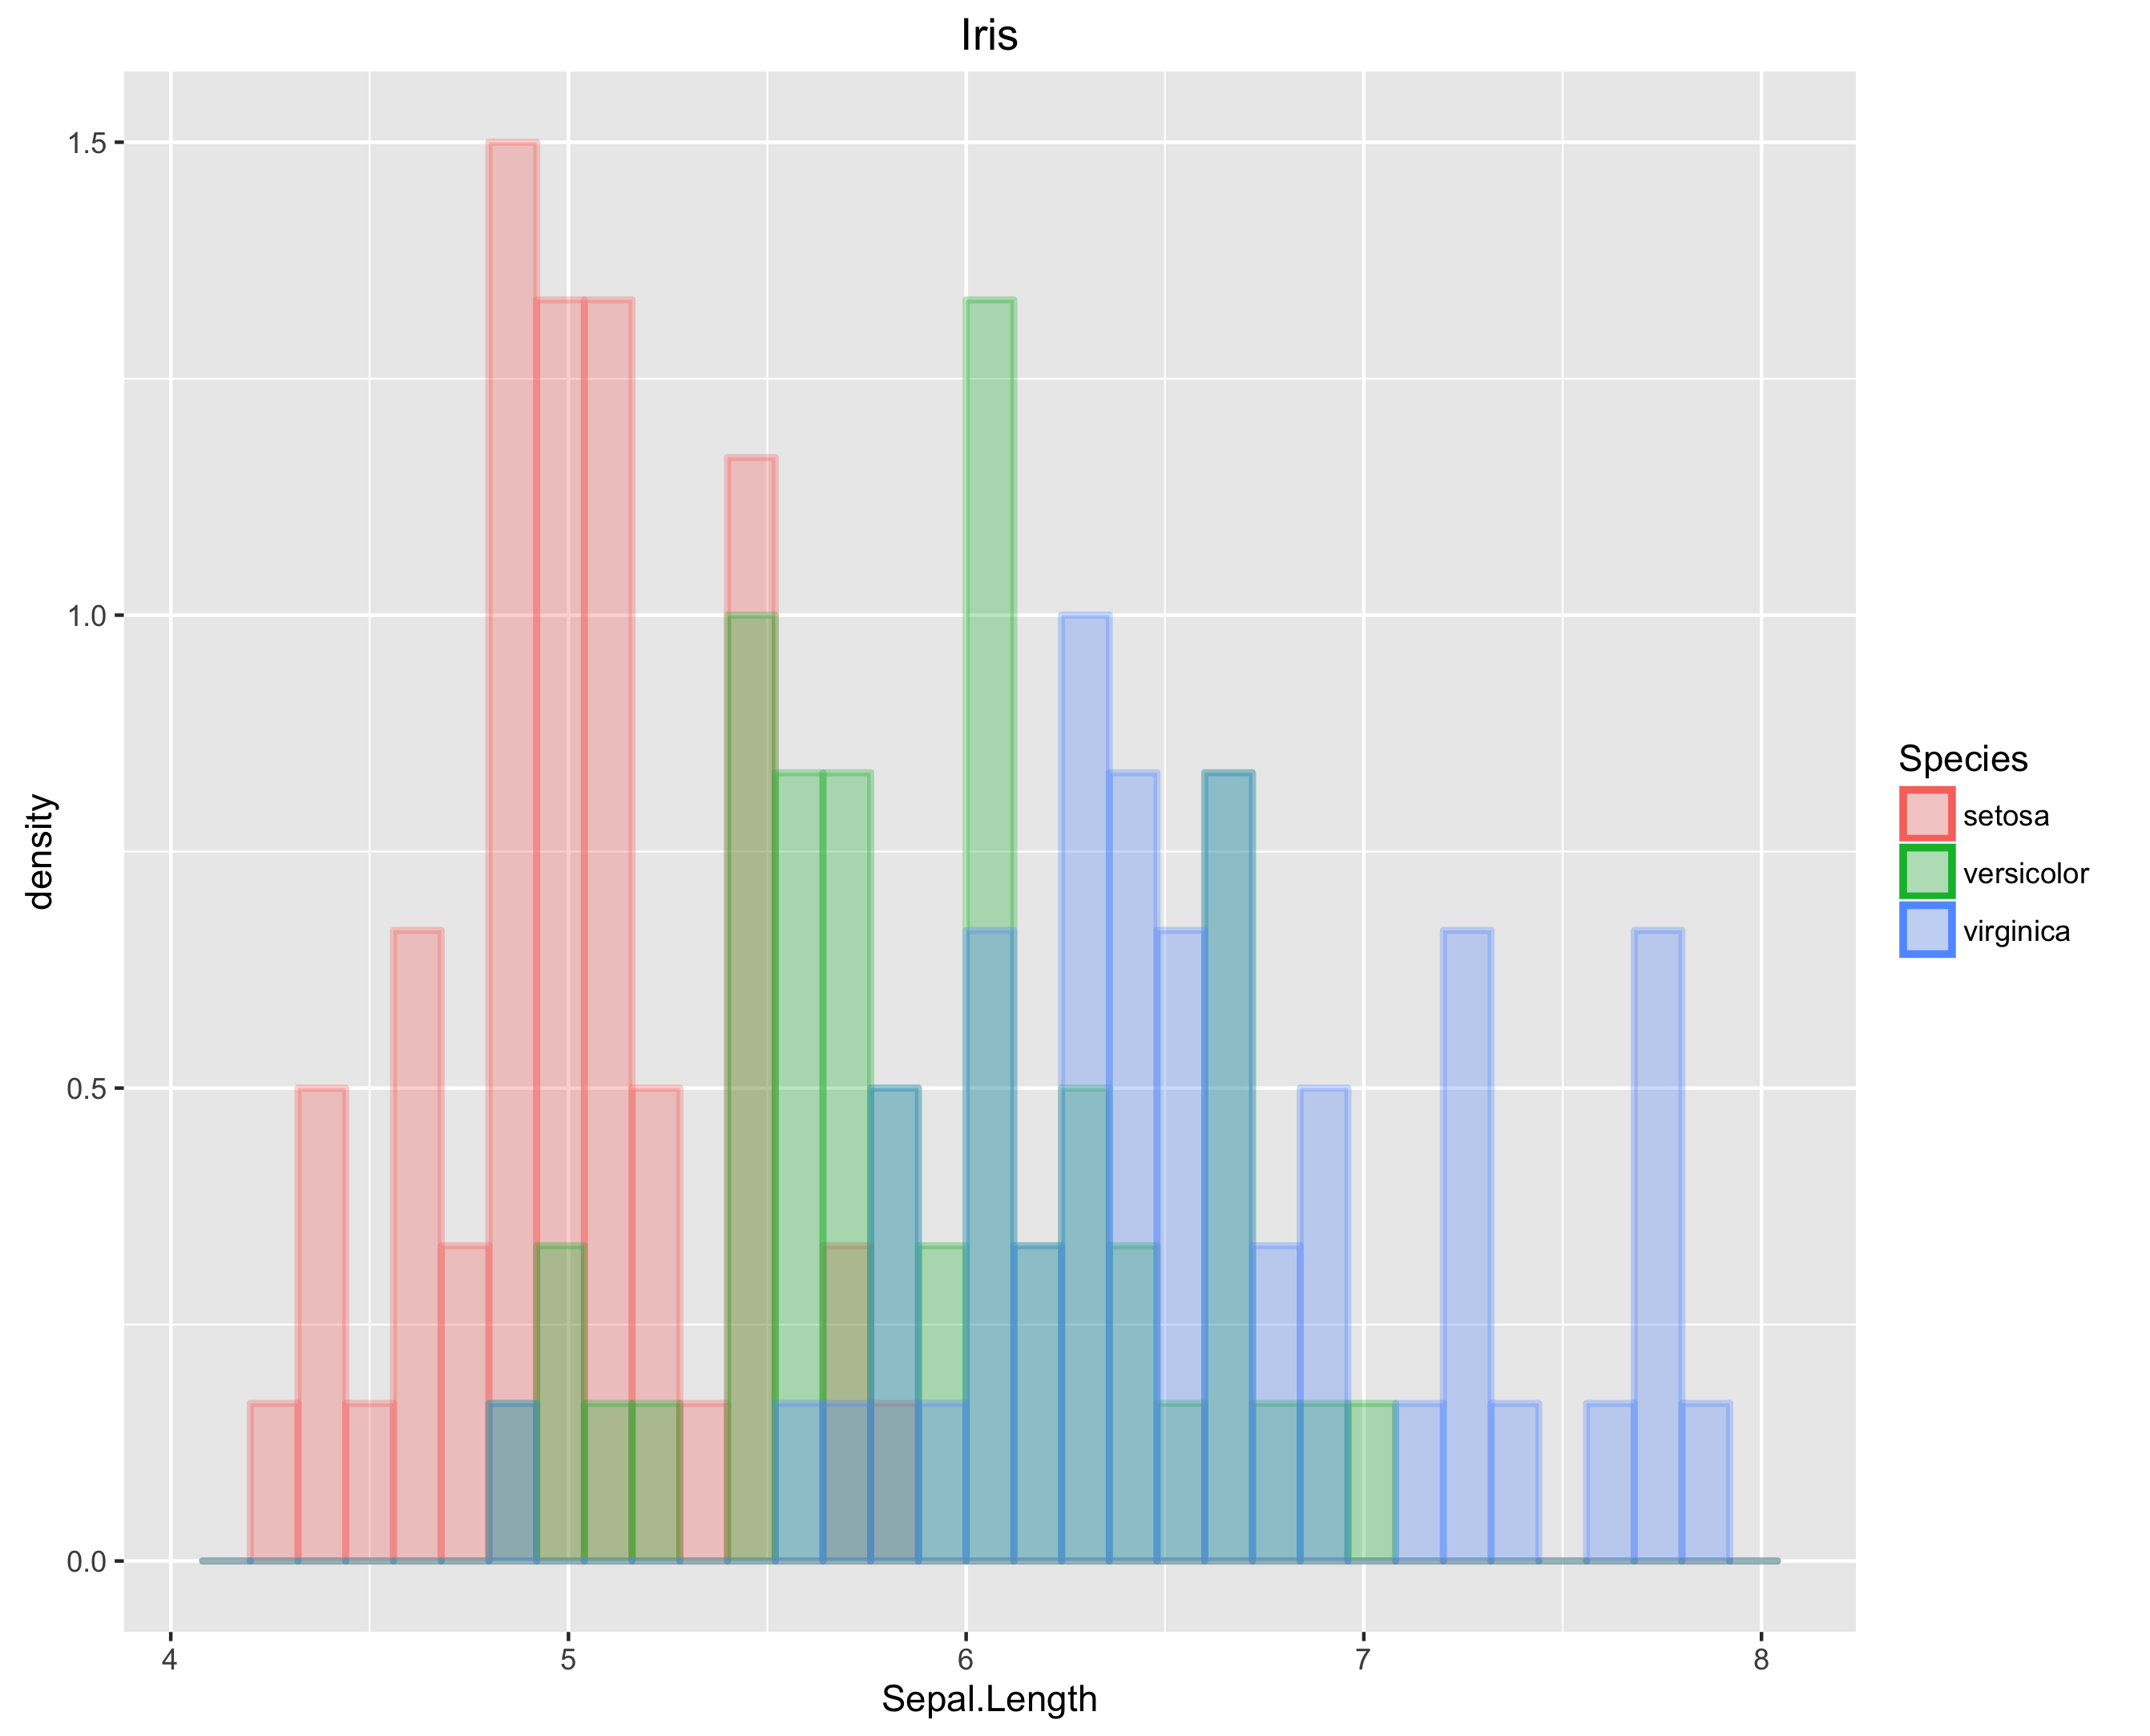 Iris
1.5
1.0
0.5
0.0
density
4 5 6 7 8
Sepal.Length
Species
setosa
versicolor
virginica